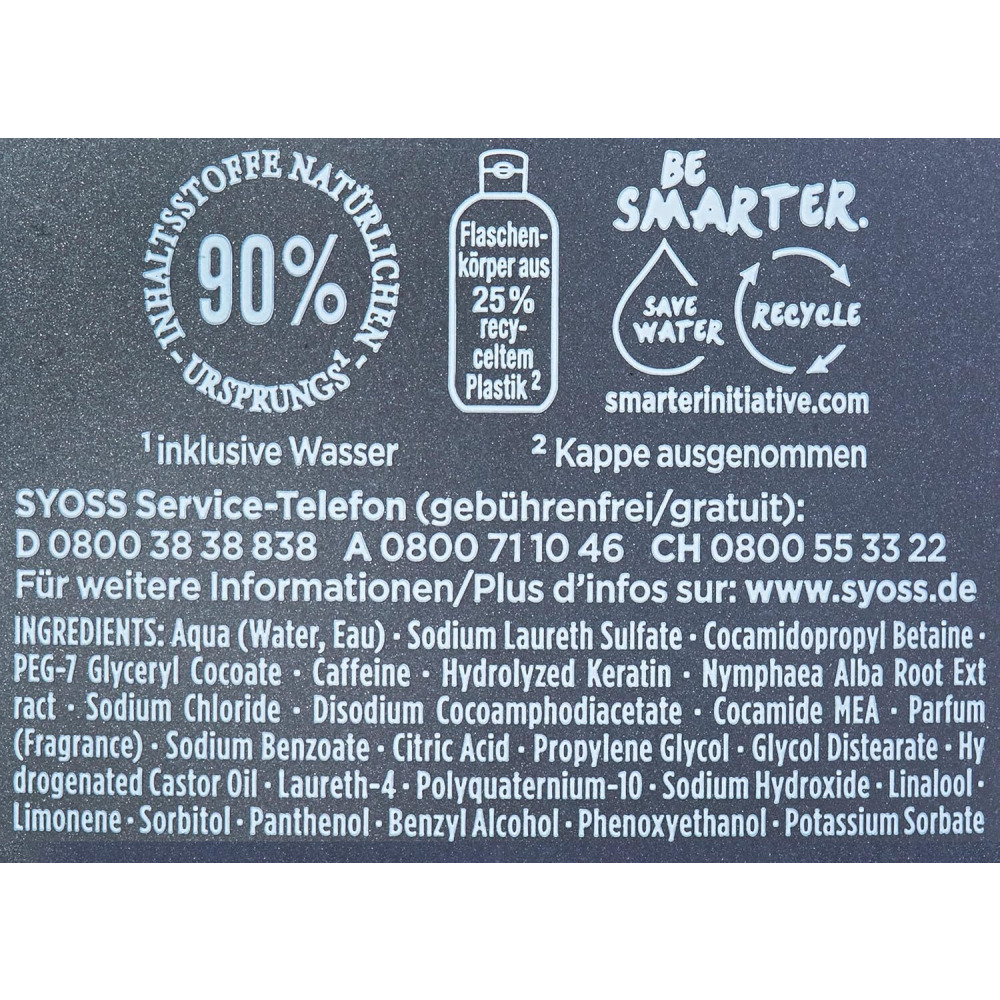 INHALTSSTOFFE NATÜRLICHEN - URSPRUNGS¹ -
90%
Flaschen-
körper aus
25%
recy-
celtem
Plastik²
BE
SMARTER.
SAVE
WATER
RECYCLE
smarterinitiative.com
¹ inklusive Wasser
² Kappe ausgenommen
SYOSS Service-Telefon (gebührenfrei/gratuit):
D 0800 38 38 838 A 0800 71 10 46 CH 0800 55 33 22
Für weitere Informationen/Plus d'infos sur: www.syoss.de
INGREDIENTS: Aqua (Water, Eau) · Sodium Laureth Sulfate · Cocamidopropyl Betaine ·
PEG-7 Glyceryl Cocoate · Caffeine · Hydrolyzed Keratin · Nymphaea Alba Root Ext
ract · Sodium Chloride · Disodium Cocoamphodiacetate · Cocamide MEA · Parfum
(Fragrance) · Sodium Benzoate · Citric Acid · Propylene Glycol · Glycol Distearate · Hy
drogenated Castor Oil · Laureth-4 · Polyquaternium-10 · Sodium Hydroxide · Linalool ·
Limonene · Sorbitol · Panthenol · Benzyl Alcohol · Phenoxyethanol · Potassium Sorbate